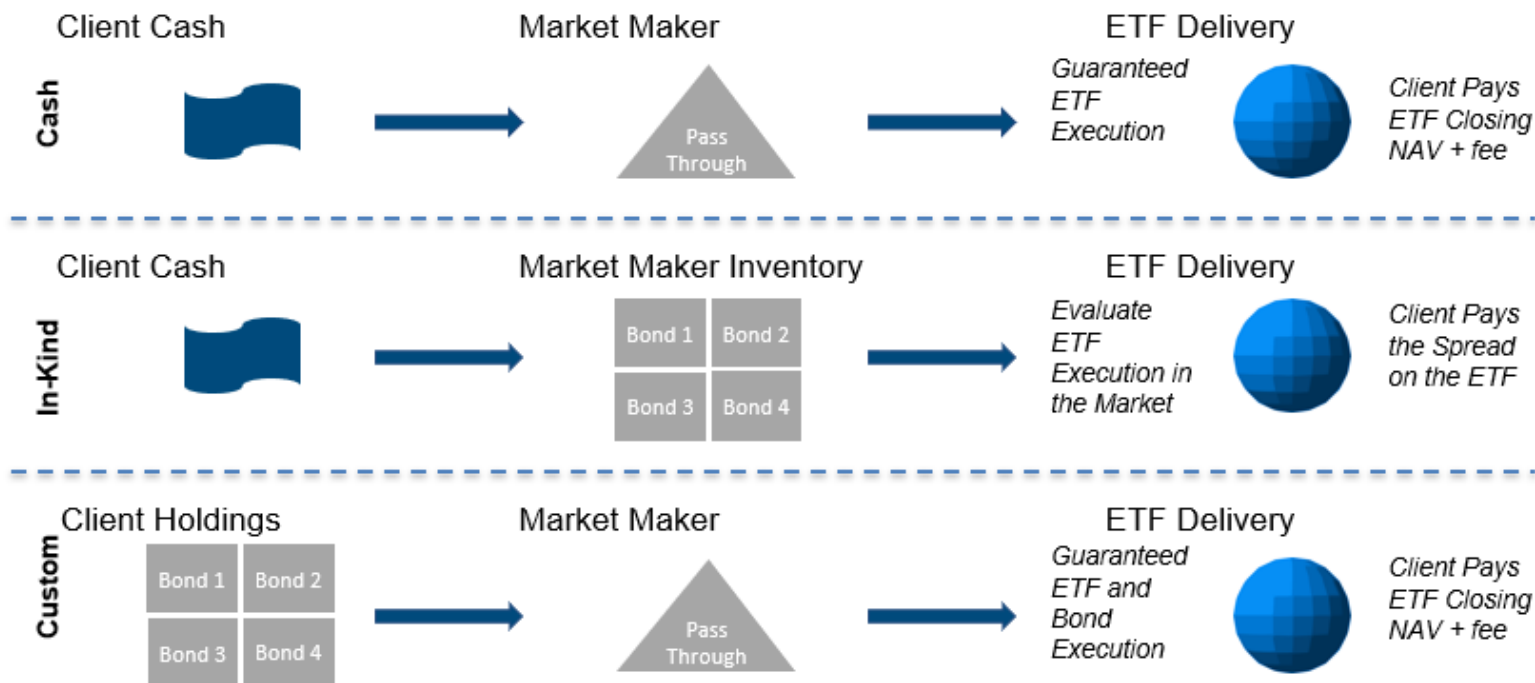 Client Cash
Market Maker
ETF Delivery
Cash
Pass
Through
Guaranteed
ETF
Execution
Client Pays
ETF Closing
NAV + fee
Client Cash
Market Maker Inventory
ETF Delivery
In-Kind
Bond 1
Bond 2
Bond 3
Bond 4
Evaluate
ETF
Execution in
the Market
Client Pays
the Spread
on the ETF
Client Holdings
Market Maker
ETF Delivery
Custom
Bond 1
Bond 2
Bond 3
Bond 4
Pass
Through
Guaranteed
ETF and
Bond
Execution
Client Pays
ETF Closing
NAV + fee